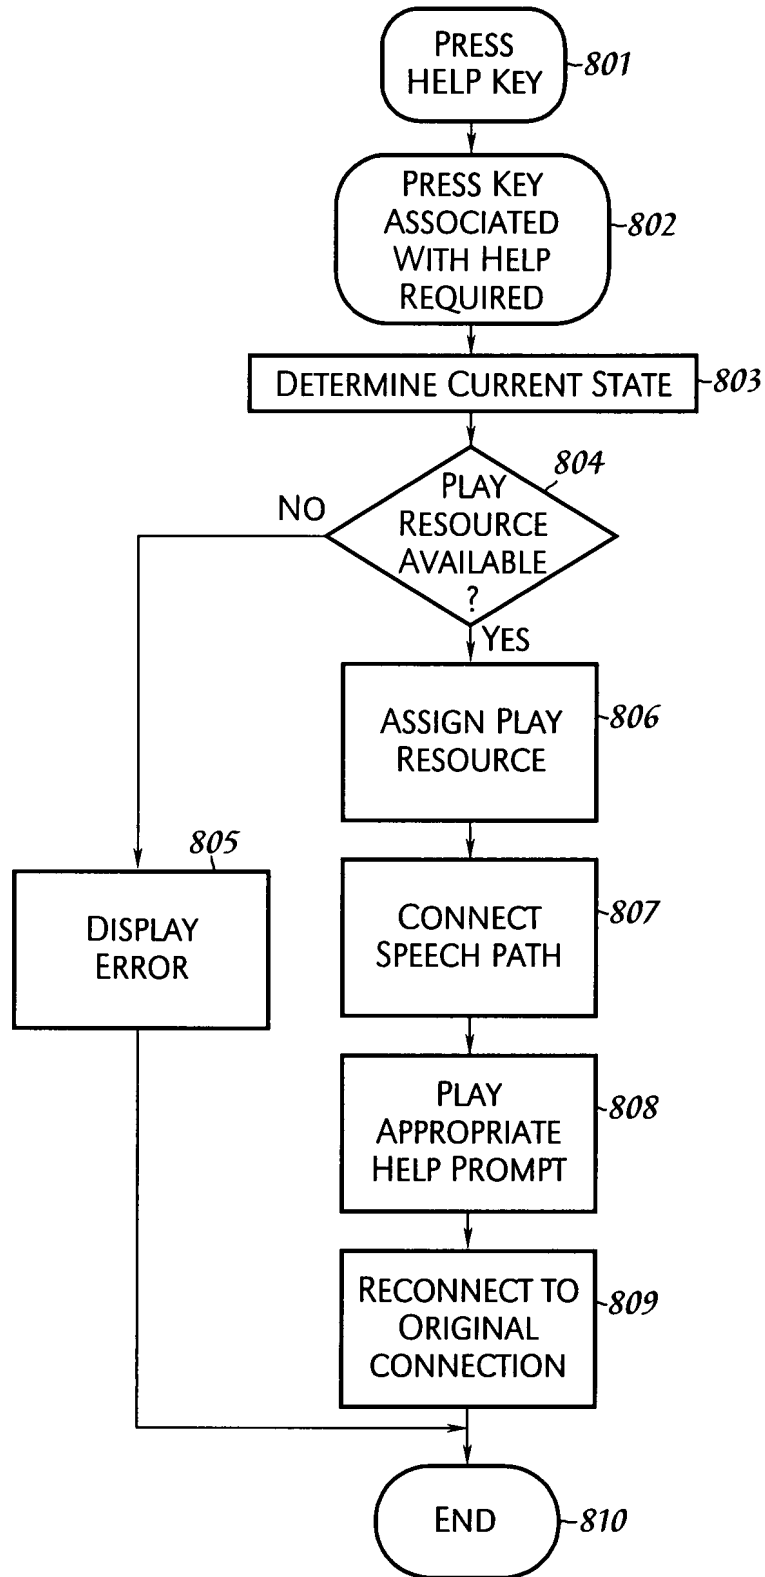 PRESS
HELP KEY
801
PRESS KEY
ASSOCIATED
WITH HELP
REQUIRED
802
DETERMINE CURRENT STATE
803
804
PLAY
RESOURCE
AVAILABLE
?
NO
YES
ASSIGN PLAY
RESOURCE
806
805
DISPLAY
ERROR
CONNECT
SPEECH PATH
807
PLAY
APPROPRIATE
HELP PROMPT
808
RECONNECT TO
ORIGINAL
CONNECTION
809
END
810